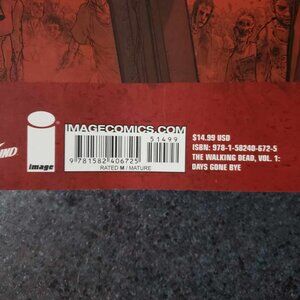 IMAGECOMICS.COM
51499
9 781582 406725
RATED M / MATURE
image
$14.99 USD
ISBN: 978-1-58240-672-5
THE WALKING DEAD, VOL. 1:
DAYS GONE BYE